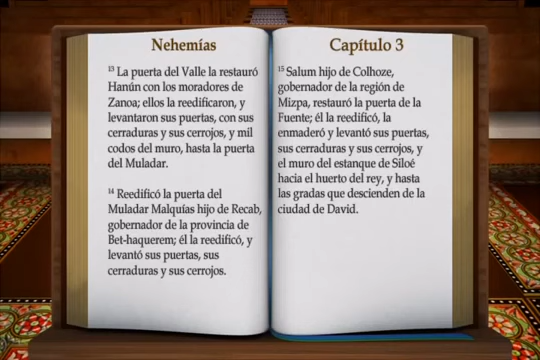 Nehemías
Capítulo 3
13 La puerta del Valle la restauró
Hanún con los moradores de
Zanoa; ellos la reedificaron, y
levantaron sus puertas, con sus
cerraduras y sus cerrojos, y mil
codos del muro, hasta la puerta
del Muladar.
14 Reedificó la puerta del
Muladar Malquías hijo de Recab,
gobernador de la provincia de
Bet-haquerem; él la reedificó, y
levantó sus puertas, sus
cerraduras y sus cerrojos.
15 Salum hijo de Colhoze,
gobernador de la región de
Mizpa, restauró la puerta de la
Fuente; él la reedificó, la
enmaderó y levantó sus puertas,
sus cerraduras y sus cerrojos, y
el muro del estanque de Siloé
hacia el huerto del rey, y hasta
las gradas que descienden de la
ciudad de David.